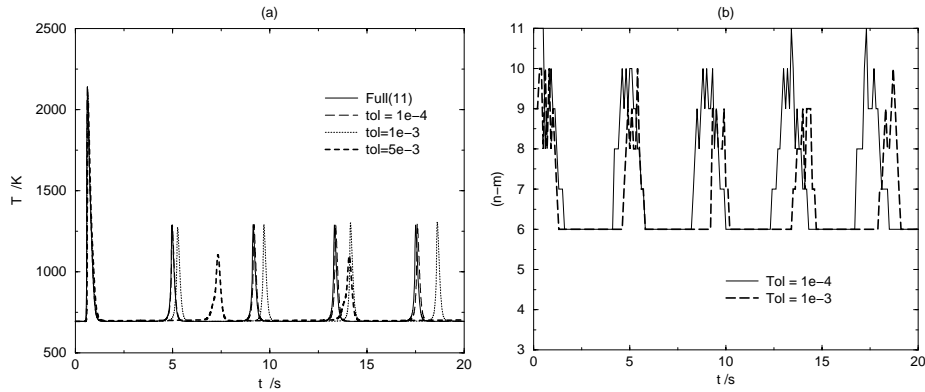 (a)
2500
2000
1500
1000
500
T /K
0
5
10
15
20
t /s
Full(11)
tol = 1e−4
tol=1e−3
tol=5e−3
(b)
11
10
9
8
7
6
5
4
3
(n−m)
0
5
10
15
20
t /s
Tol = 1e−4
Tol = 1e−3